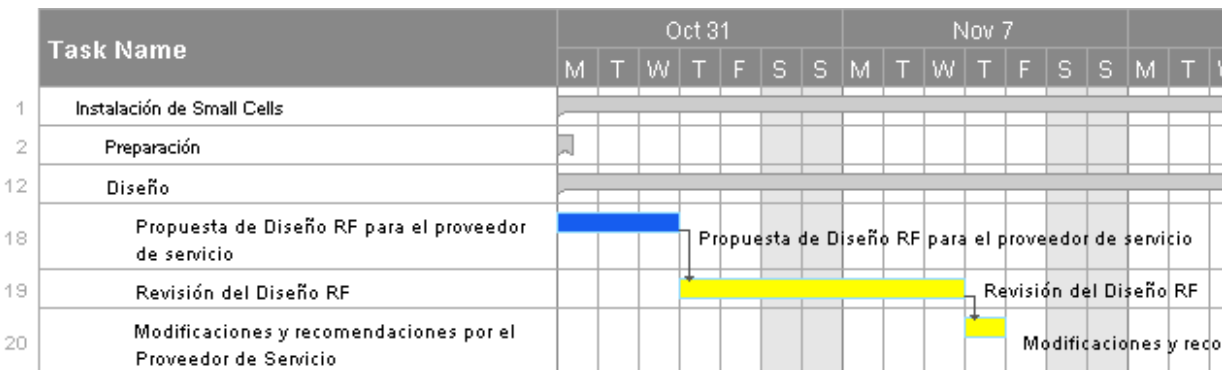 Task Name
Oct 31
Nov 7
M T W T F S S M T W T F S S M T
1 Instalación de Small Cells
2 Preparación
12 Diseño
18 Propuesta de Diseño RF para el proveedor
de servicio
Propuesta de Diseño RF para el proveedor de servicio
19 Revisión del Diseño RF
Revisión del Diseño RF
20 Modificaciones y recomendaciones por el
Proveedor de Servicio
Modificaciones y reco